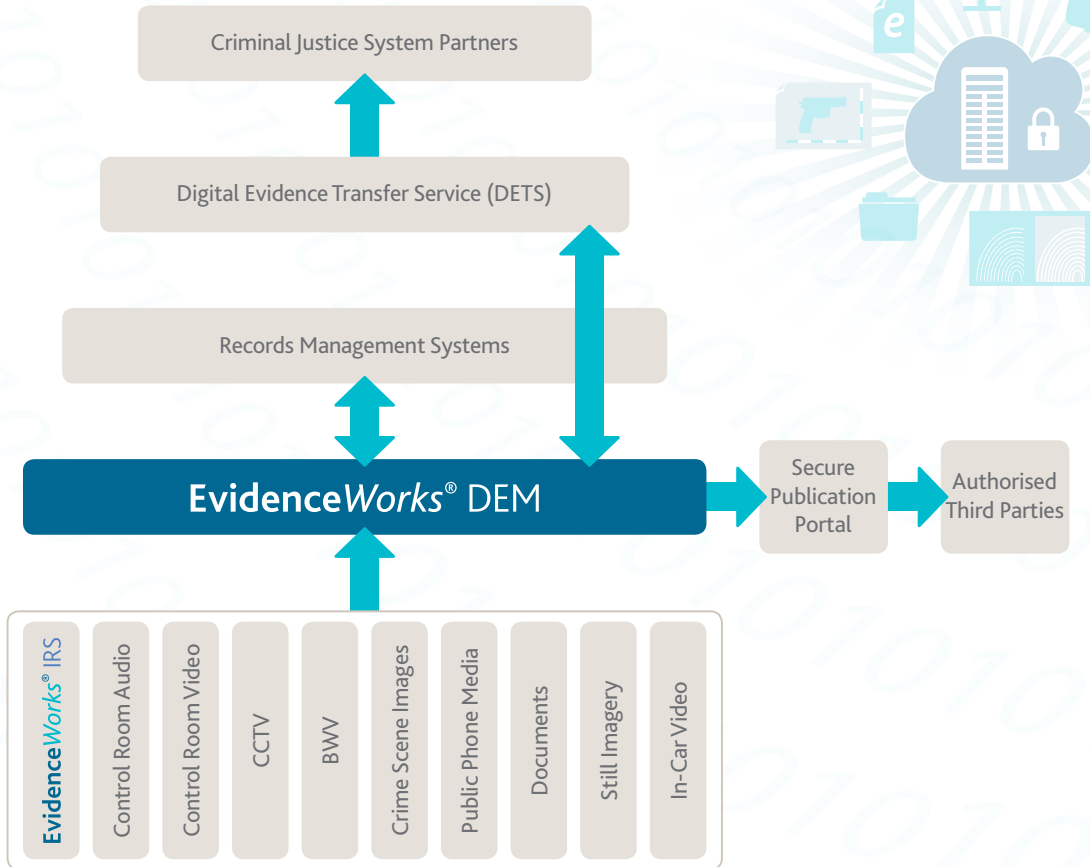 e
Criminal Justice System Partners
Digital Evidence Transfer Service (DETS)
Records Management Systems
EvidenceWorks® DEM
Secure
Publication
Portal
Authorised
Third Parties
EvidenceWorks® IRS
Control Room Audio
Control Room Video
CCTV
BWV
Crime Scene Images
Public Phone Media
Documents
Still Imagery
In-Car Video